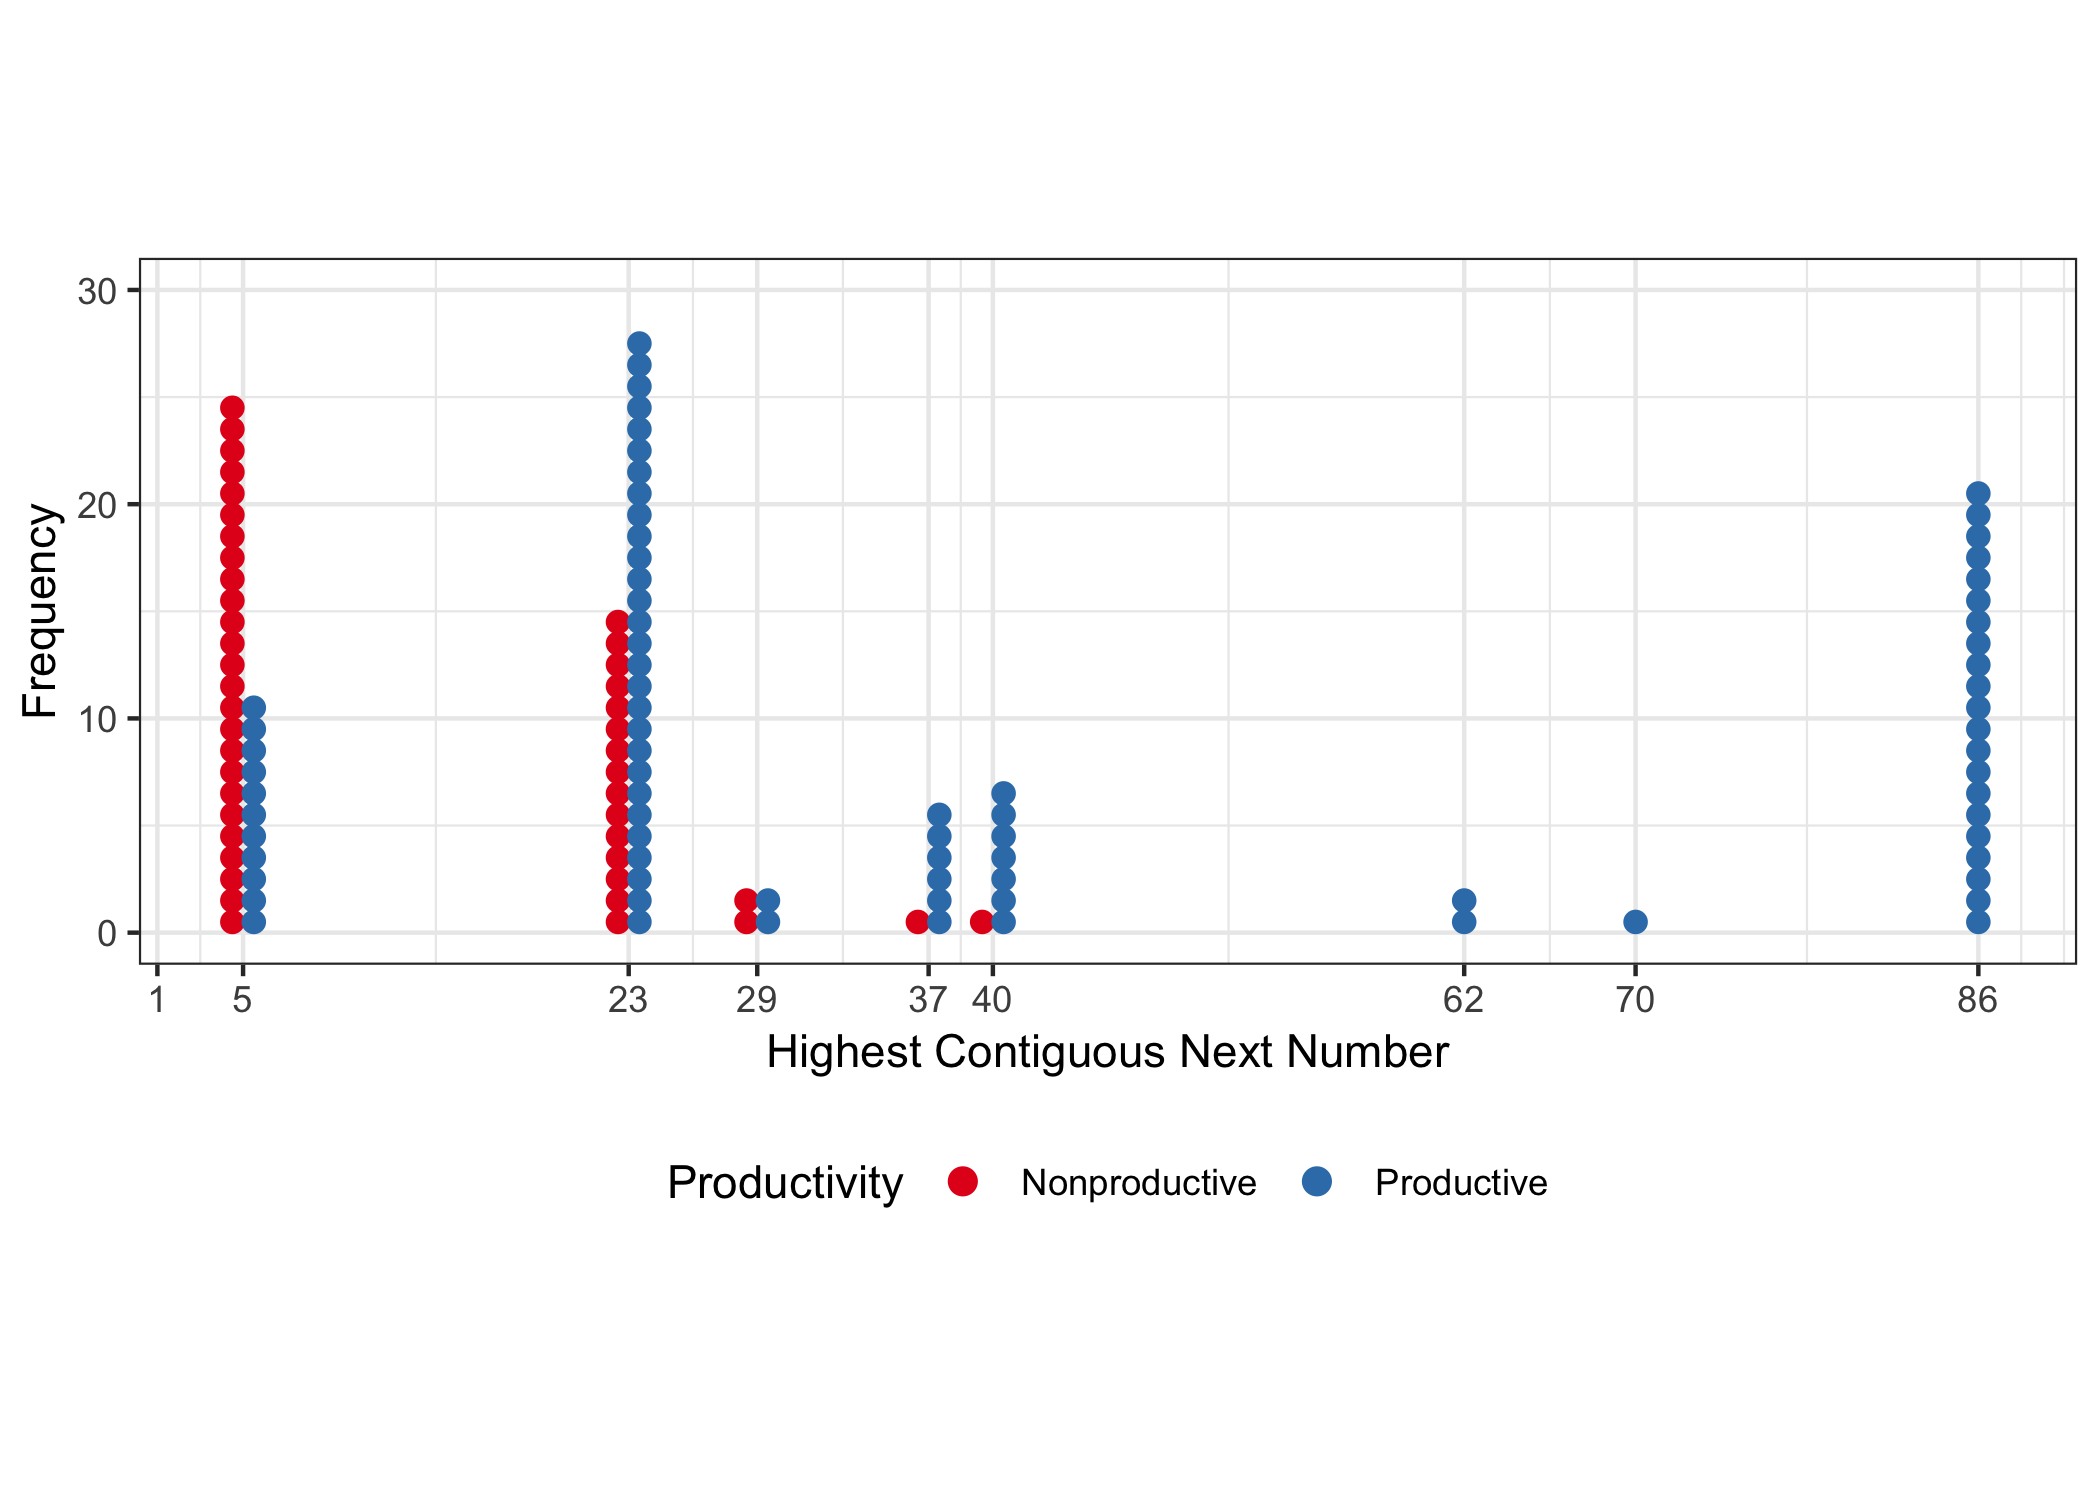 30
20
10
0
Frequency
1 5 23 29 37 40 62 70 86
Highest Contiguous Next Number
Productivity Nonproductive Productive